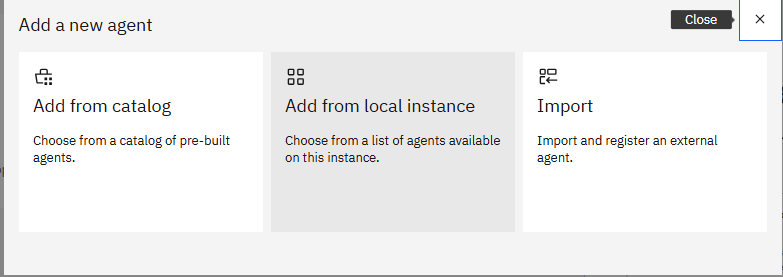 Add a new agent
Close
Add from catalog
Choose from a catalog of pre-built
agents.
Add from local instance
Choose from a list of agents available
on this instance.
Import
Import and register an external
agent.